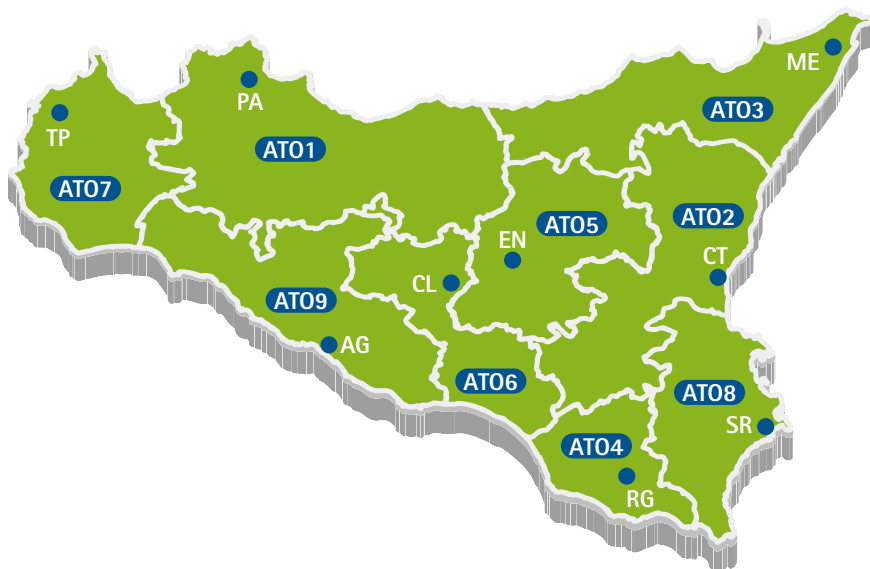 ME
PA
ATO3
TP
ATO1
ATO7
ATO2
ATO5
EN
CT
CL
ATO9
AG
ATO6
ATO8
SR
ATO4
RG